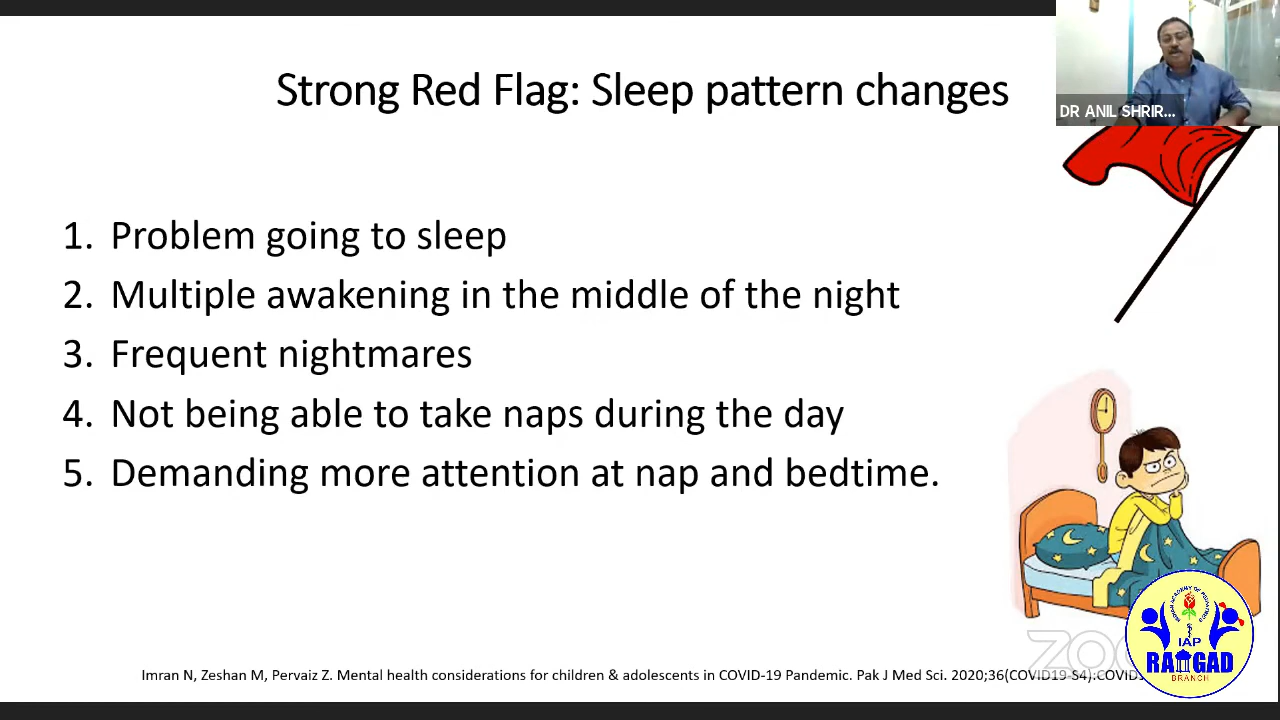 Strong Red Flag: Sleep pattern changes
DR ANIL SHRIR...
1. Problem going to sleep
2. Multiple awakening in the middle of the night
3. Frequent nightmares
4. Not being able to take naps during the day
5. Demanding more attention at nap and bedtime.
IAP
RAIGAD
BRANCH
Imran N, Zeshan M, Pervaiz Z. Mental health considerations for children & adolescents in COVID-19 Pandemic. Pak J Med Sci. 2020;36(COVID19-S4):COVID